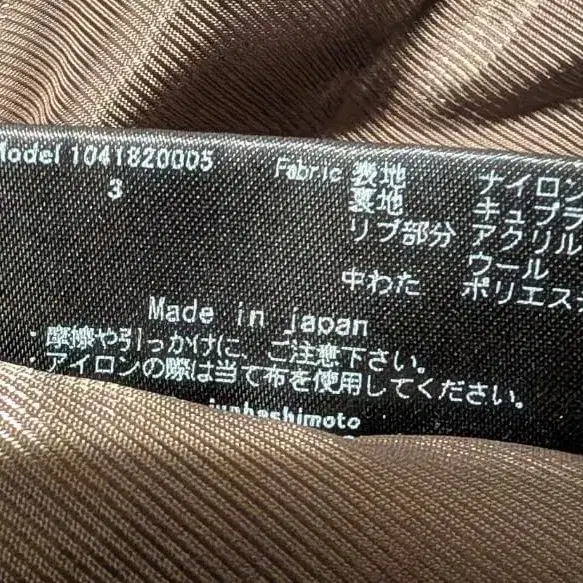 Model 1041820005
3
Fabric 表地 ナイロン
裏地 キュプラ
リブ部分 アクリル
ウール
中わた ポリエス
Made in japan
・摩擦や引っかけに、ご注意下さい。
・アイロンの際は当て布を使用してください。
junhashimoto